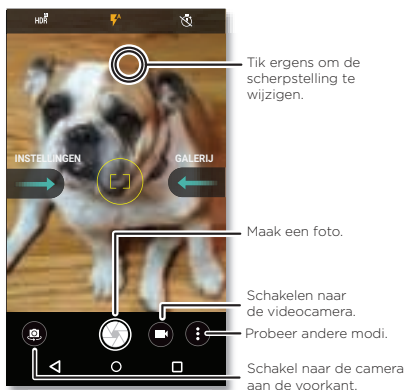 HDR
Tik ergens om de
scherpstelling te
wijzigen.
INSTELLINGEN
GALERIJ
Maak een foto.
Schakelen naar
de videocamera.
Probeer andere modi.
Schakel naar de camera
aan de voorkant.